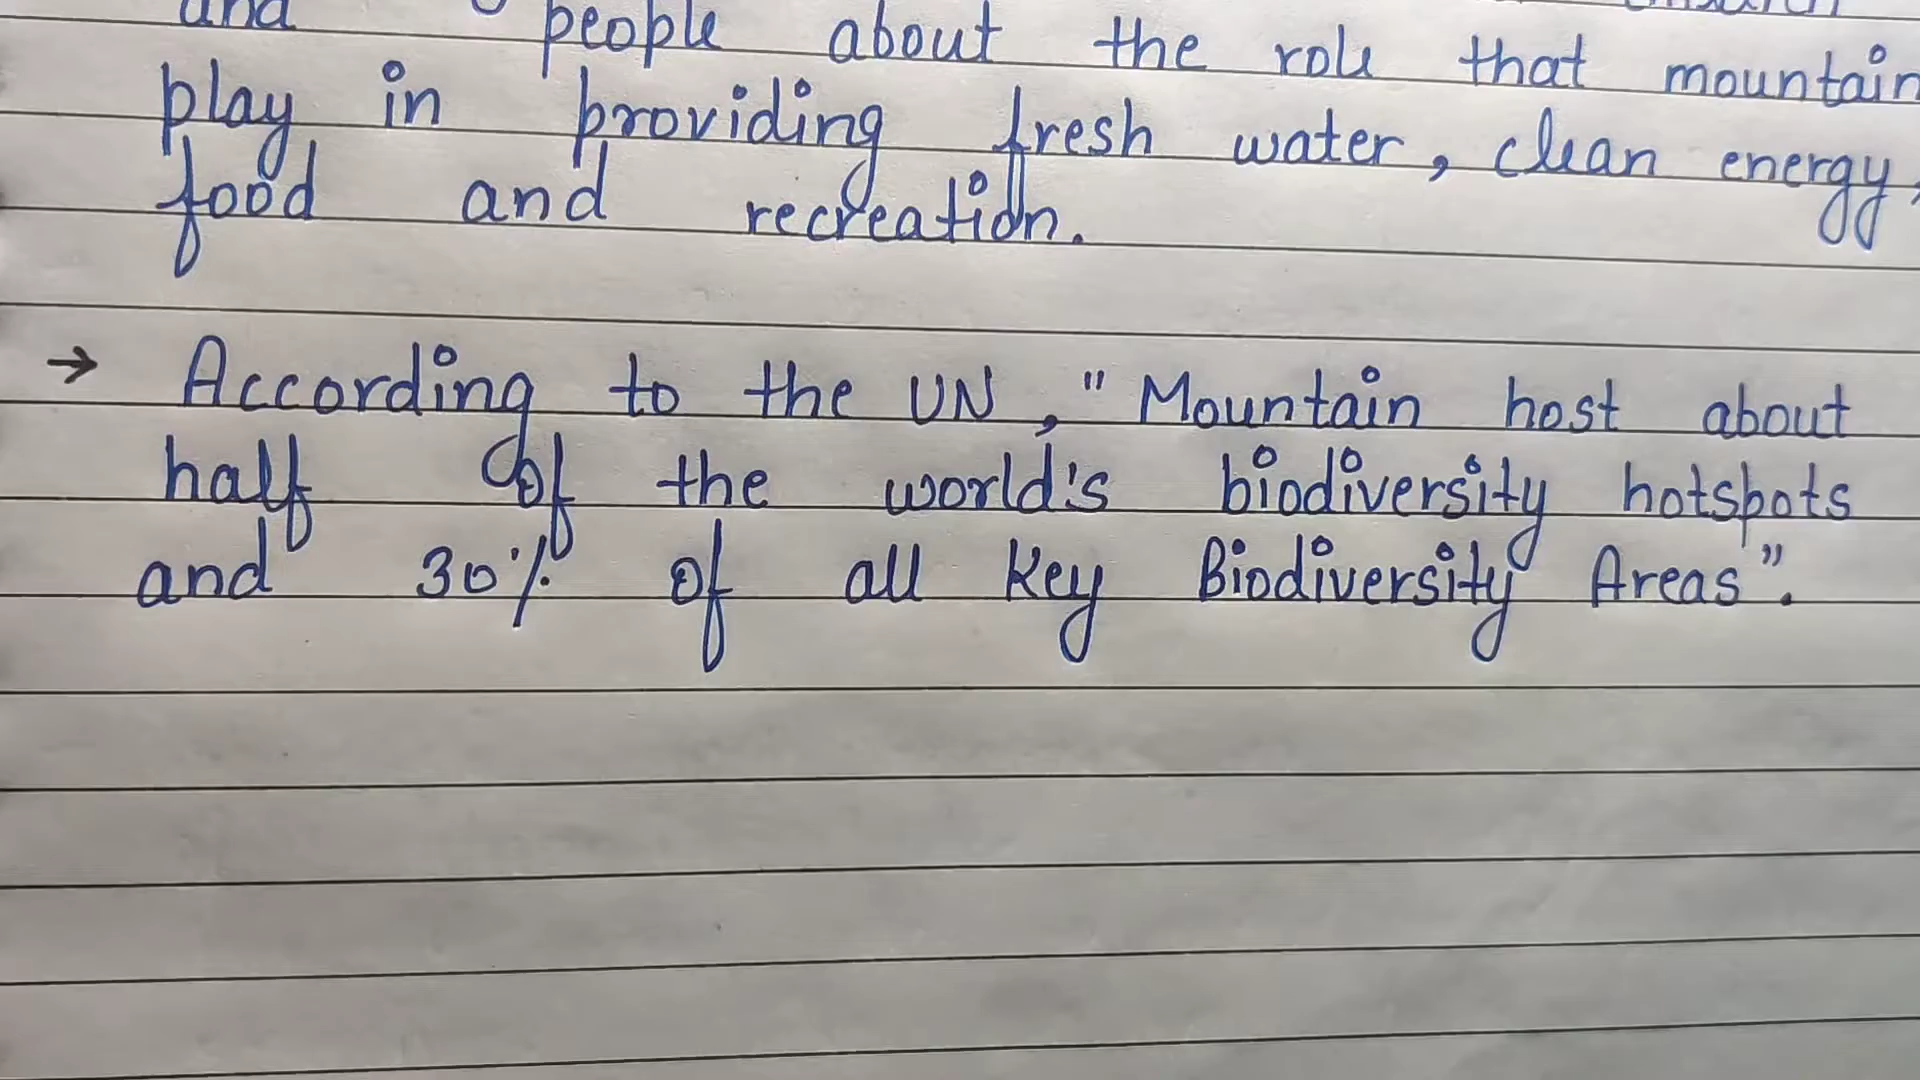 and people about the role that mountain
play in providing fresh water, clean energy,
food and recreation.
→ According to the UN, "Mountain host about
half of the world's biodiversity hotspots
and 30% of all Key Biodiversity Areas".